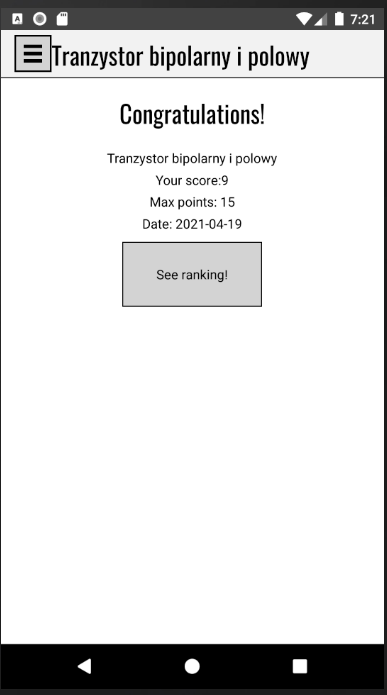 7:21
Tranzystor bipolarny i polowy
Congratulations!
Tranzystor bipolarny i polowy
Your score:9
Max points: 15
Date: 2021-04-19
See ranking!